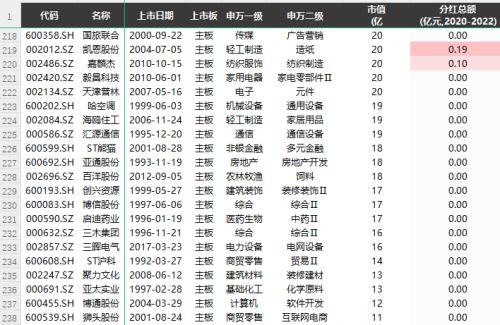 1 代码 名称 上市日期 上市板 申万一级 申万二级 市值(亿 分红总额(亿元,2020-2022)
218 600358.SH 国旅联合 2000-09-22 主板 传媒 广告营销 20 0.00
219 002012.SZ 凯恩股份 2004-07-05 主板 轻工制造 造纸 20 0.19
220 002486.SZ 嘉麟杰 2010-10-15 主板 纺织服饰 纺织制造 20 0.10
221 002420.SZ 毅昌科技 2010-06-01 主板 家用电器 家电零部件Ⅱ 20 0.00
222 002134.SZ 天津普林 2007-05-16 主板 电子 元件 20 0.00
223 600202.SH 哈空调 1999-06-03 主板 机械设备 通用设备 19 0.00
224 002084.SZ 海鸥住工 2006-11-24 主板 轻工制造 家居用品 19 0.00
225 000586.SZ 汇源通信 1995-12-20 主板 通信 通信设备 19 0.00
226 600599.SH ST熊猫 2001-08-28 主板 非银金融 多元金融 18 0.00
227 600692.SH 亚通股份 1993-11-19 主板 房地产 房地产开发 18 0.00
228 002696.SZ 百洋股份 2012-09-05 主板 农林牧渔 饲料 18 0.00
229 600193.SH 创兴资源 1999-05-27 主板 建筑装饰 装修装饰Ⅱ 17 0.00
230 600083.SH 博信股份 1997-06-06 主板 综合 综合Ⅱ 17 0.00
231 000590.SZ 启迪药业 1996-01-19 主板 医药生物 中药Ⅱ 17 0.00
232 000632.SZ 三木集团 1996-11-21 主板 综合 综合Ⅱ 16 0.00
233 002857.SZ 三晖电气 2017-03-23 主板 电力设备 电网设备 16 0.00
234 600608.SH ST沪科 1992-03-27 主板 商贸零售 贸易Ⅱ 14 0.00
235 002247.SZ 聚力文化 2008-06-12 主板 建筑材料 装修建材 13 0.00
236 000691.SZ 亚太实业 1997-02-28 主板 基础化工 化学原料 13 0.00
237 600455.SH 博通股份 2004-03-29 主板 计算机 软件开发 12 0.00
238 600539.SH 狮头股份 2001-08-24 主板 商贸零售 互联网电商 11 0.00